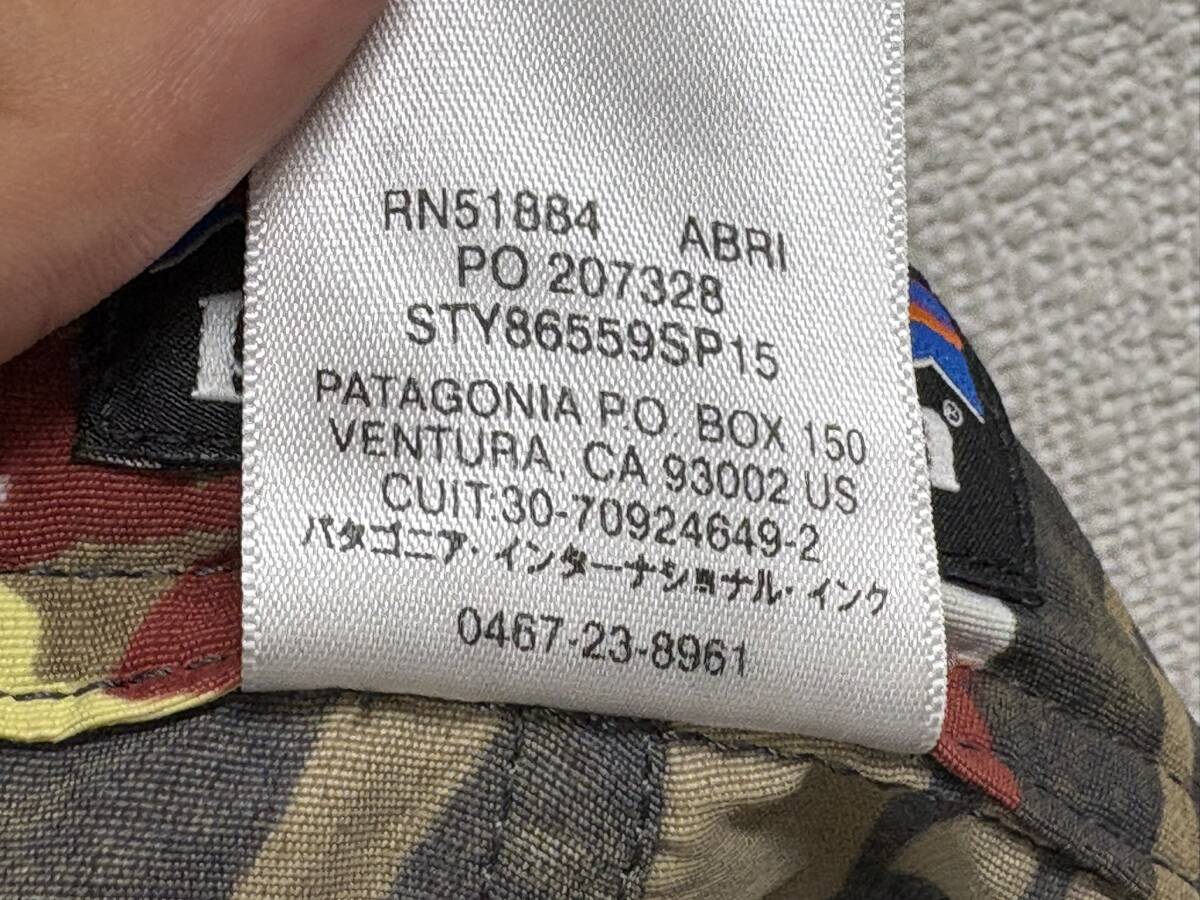 RN51884 ABRI
PO 207328
STY86559SP15
PATAGONIA P.O. BOX 150
VENTURA, CA 93002 US
CUIT:30-70924649-2
パタゴニア・インターナショナル・インク
0467-23-8961